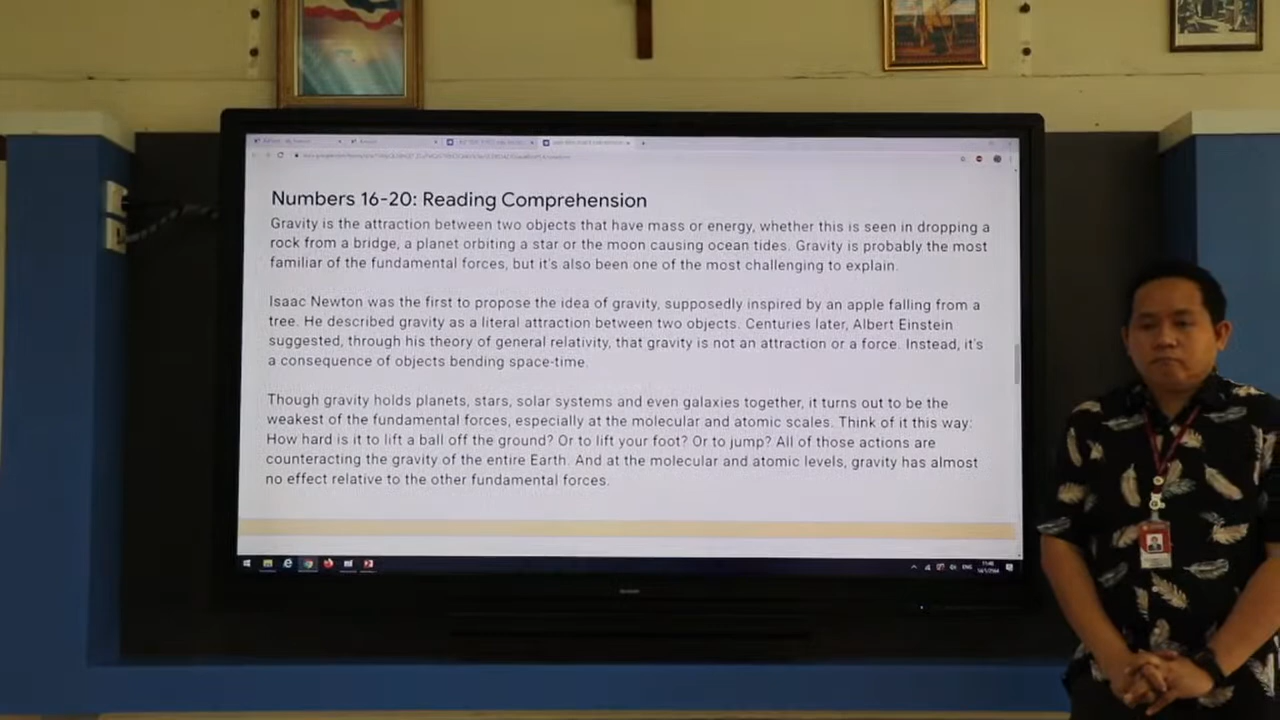 Numbers 16-20: Reading Comprehension
Gravity is the attraction between two objects that have mass or energy, whether this is seen in dropping a
rock from a bridge, a planet orbiting a star or the moon causing ocean tides. Gravity is probably the most
familiar of the fundamental forces, but it's also been one of the most challenging to explain.
Isaac Newton was the first to propose the idea of gravity, supposedly inspired by an apple falling from a
tree. He described gravity as a literal attraction between two objects. Centuries later, Albert Einstein
suggested, through his theory of general relativity, that gravity is not an attraction or a force. Instead, it's
a consequence of objects bending space-time.
Though gravity holds planets, stars, solar systems and even galaxies together, it turns out to be the
weakest of the fundamental forces, especially at the molecular and atomic scales. Think of it this way:
How hard is it to lift a ball off the ground? Or to lift your foot? Or to jump? All of those actions are
counteracting the gravity of the entire Earth. And at the molecular and atomic levels, gravity has almost
no effect relative to the other fundamental forces.
ENG